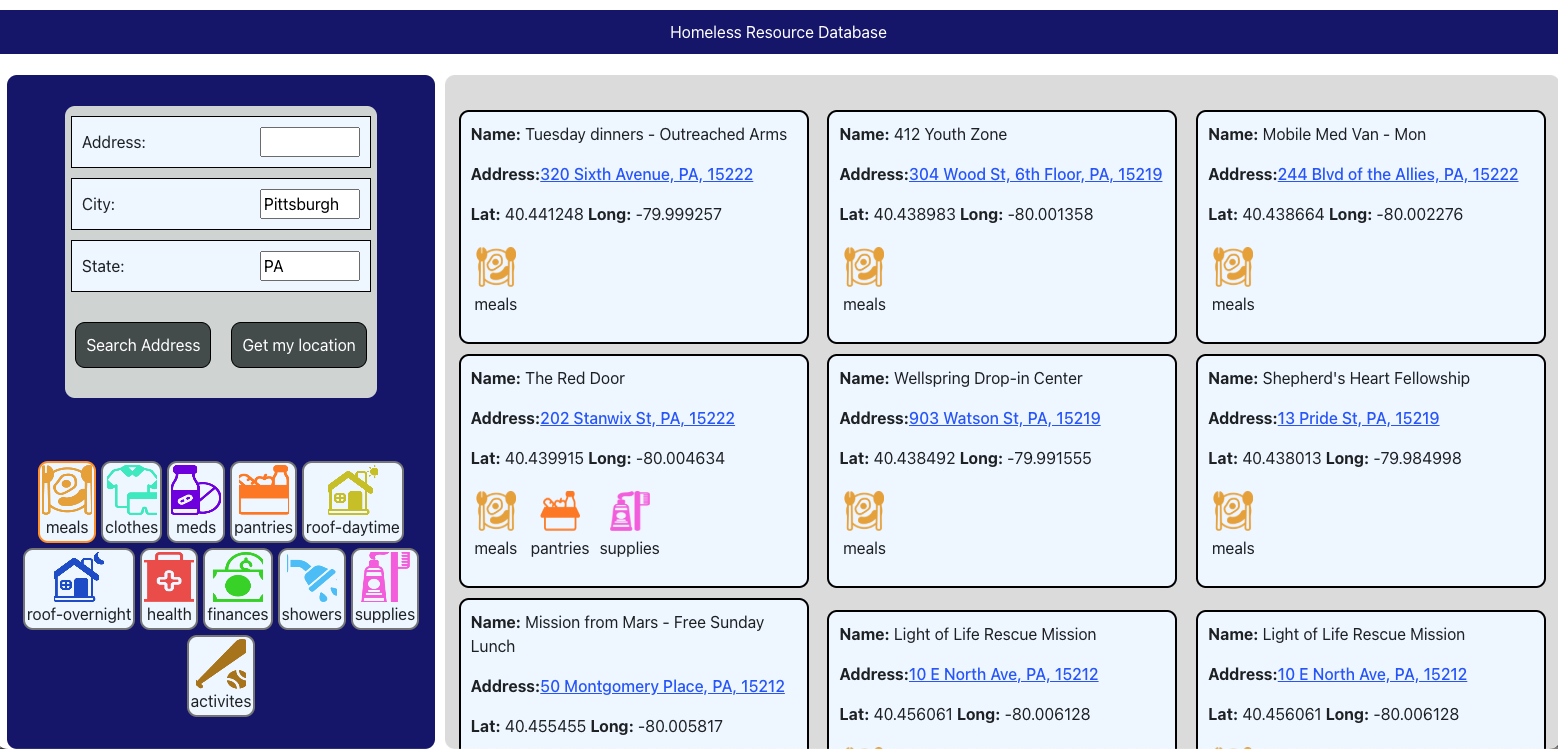 Homeless Resource Database
Address:
City: Pittsburgh
State: PA
Search Address Get my location
meals clothes meds pantries roof-daytime
roof-overnight health finances showers supplies
activites
Name: Tuesday dinners - Outreached Arms
Address:320 Sixth Avenue, PA, 15222
Lat: 40.441248 Long: -79.999257
meals
Name: 412 Youth Zone
Address:304 Wood St, 6th Floor, PA, 15219
Lat: 40.438983 Long: -80.001358
meals
Name: Mobile Med Van - Mon
Address:244 Blvd of the Allies, PA, 15222
Lat: 40.438664 Long: -80.002276
meals
Name: The Red Door
Address:202 Stanwix St, PA, 15222
Lat: 40.439915 Long: -80.004634
meals pantries supplies
Name: Wellspring Drop-in Center
Address:903 Watson St, PA, 15219
Lat: 40.438492 Long: -79.991555
meals
Name: Shepherd's Heart Fellowship
Address:13 Pride St, PA, 15219
Lat: 40.438013 Long: -79.984998
meals
Name: Mission from Mars - Free Sunday
Lunch
Address:50 Montgomery Place, PA, 15212
Lat: 40.455455 Long: -80.005817
Name: Light of Life Rescue Mission
Address:10 E North Ave, PA, 15212
Lat: 40.456061 Long: -80.006128
Name: Light of Life Rescue Mission
Address:10 E North Ave, PA, 15212
Lat: 40.456061 Long: -80.006128